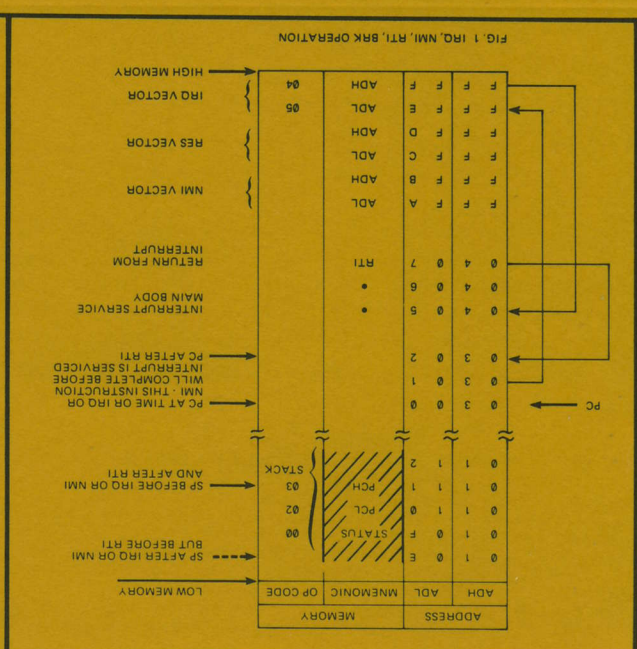 ADDRESS MEMORY
ADH ADL MNEMONIC OP CODE LOW MEMORY
0 1 0 E SP AFTER IRQ OR NMI
BUT BEFORE RTI
0 1 0 F STATUS 00
0 1 1 0 PCL 02
0 1 1 1 PCH 03 SP BEFORE IRQ OR NMI
AND AFTER RTI
0 1 1 2 STACK
PC 0 3 0 0 PC AT TIME OR IRQ OR
NMI - THIS INSTRUCTION
0 3 0 1 WILL COMPLETE BEFORE
INTERRUPT IS SERVICED
0 3 0 2 PC AFTER RTI
0 4 0 5 • INTERRUPT SERVICE
0 4 0 6 • MAIN BODY
0 4 0 7 RTI RETURN FROM
INTERRUPT
F F F A ADL
F F F B ADH NMI VECTOR
F F F C ADL
F F F D ADH RES VECTOR
F F F E ADL 05
IRQ VECTOR
F F F F ADH 04
HIGH MEMORY
FIG. 1 IRQ, NMI, RTI, BRK OPERATION